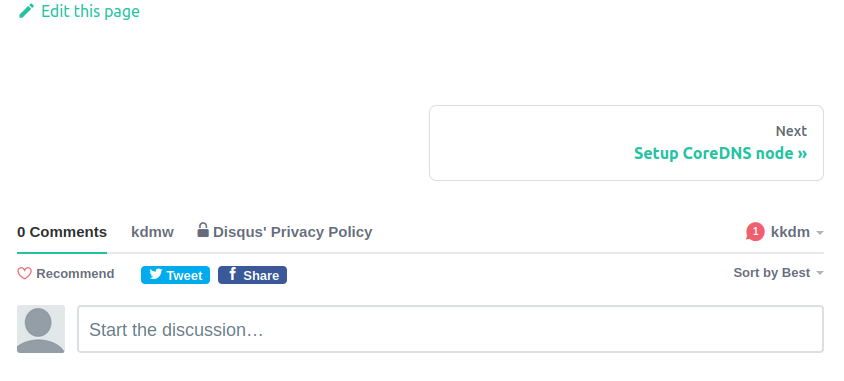 Edit this page
Next
Setup CoreDNS node »
0 Comments kdmw Disqus' Privacy Policy 1 kkdm
Recommend Tweet f Share Sort by Best
Start the discussion…